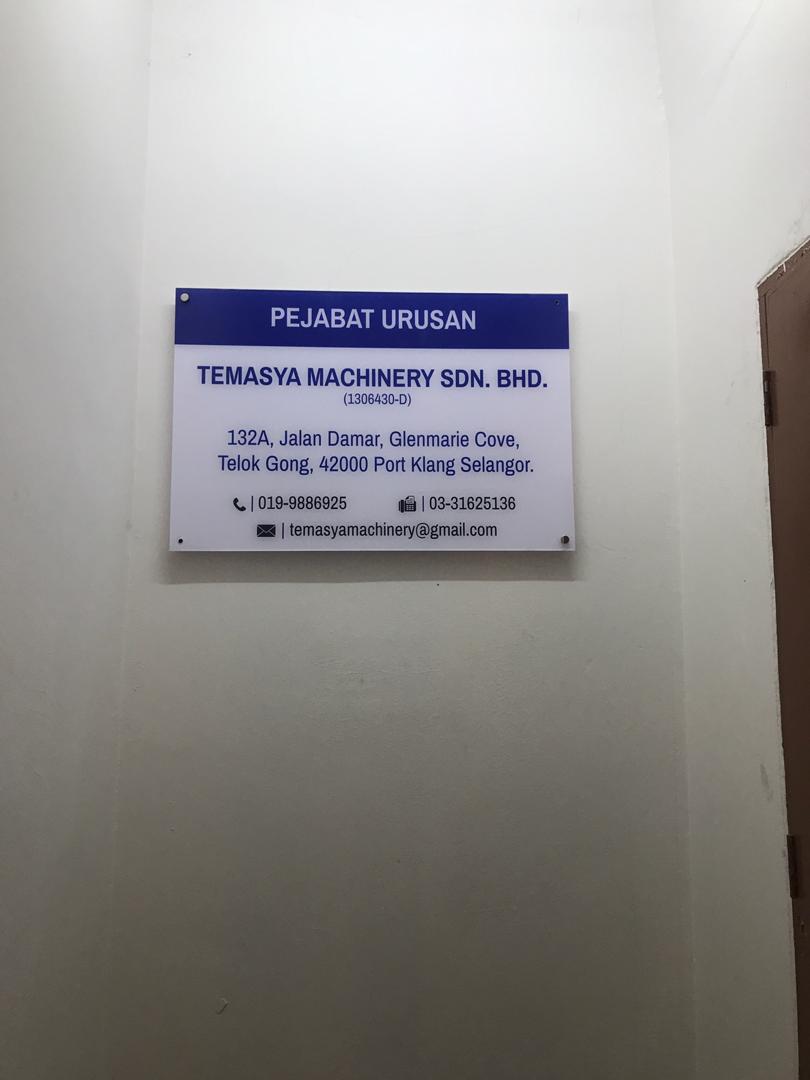 PEJABAT URUSAN
TEMASYA MACHINERY SDN. BHD.
(1306430-D)
132A, Jalan Damar, Glenmarie Cove,
Telok Gong, 42000 Port Klang Selangor.
| 019-9886925 | 03-31625136
| temasyamachinery@gmail.com